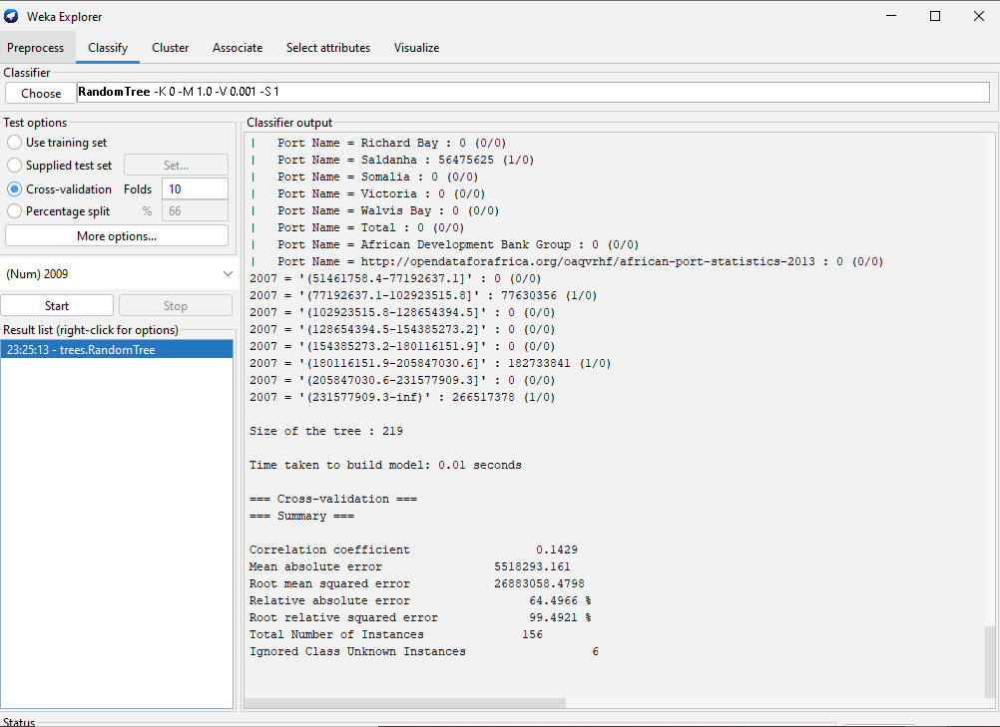 Weka Explorer
Preprocess Classify Cluster Associate Select attributes Visualize
Classifier
Choose RandomTree -K 0 -M 1.0 -V 0.001 -S 1
Test options
Use training set
Supplied test set Set...
Cross-validation Folds 10
Percentage split % 66
More options...
(Num) 2009
Start Stop
Result list (right-click for options)
23:25:13 - trees.RandomTree
Classifier output
| Port Name = Richard Bay : 0 (0/0)
| Port Name = Saldanha : 56475625 (1/0)
| Port Name = Somalia : 0 (0/0)
| Port Name = Victoria : 0 (0/0)
| Port Name = Walvis Bay : 0 (0/0)
| Port Name = Total : 0 (0/0)
| Port Name = African Development Bank Group : 0 (0/0)
| Port Name = http://opendataforafrica.org/oaqvrhf/african-port-statistics-2013 : 0 (0/0)
2007 = '(51461758.4-77192637.1]' : 0 (0/0)
2007 = '(77192637.1-102923515.8]' : 77630356 (1/0)
2007 = '(102923515.8-128654394.5]' : 0 (0/0)
2007 = '(128654394.5-154385273.2]' : 0 (0/0)
2007 = '(154385273.2-180116151.9]' : 0 (0/0)
2007 = '(180116151.9-205847030.6]' : 182733841 (1/0)
2007 = '(205847030.6-231577909.3]' : 0 (0/0)
2007 = '(231577909.3-inf)' : 266517378 (1/0)
Size of the tree : 219
Time taken to build model: 0.01 seconds
=== Cross-validation ===
=== Summary ===
Correlation coefficient 0.1429
Mean absolute error 5518293.161
Root mean squared error 26883058.4798
Relative absolute error 64.4966 %
Root relative squared error 99.4921 %
Total Number of Instances 156
Ignored Class Unknown Instances 6
Status